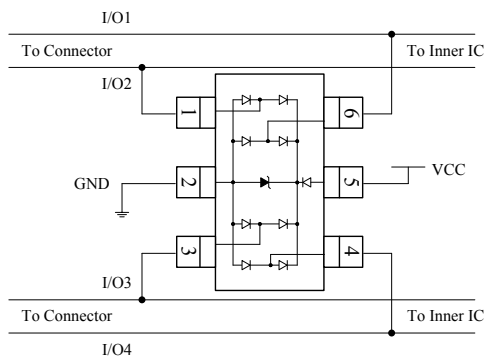 I/O1
To Connector To Inner IC
I/O2
1 6
GND 2 5 VCC
3 4
I/O3
To Connector To Inner IC
I/O4